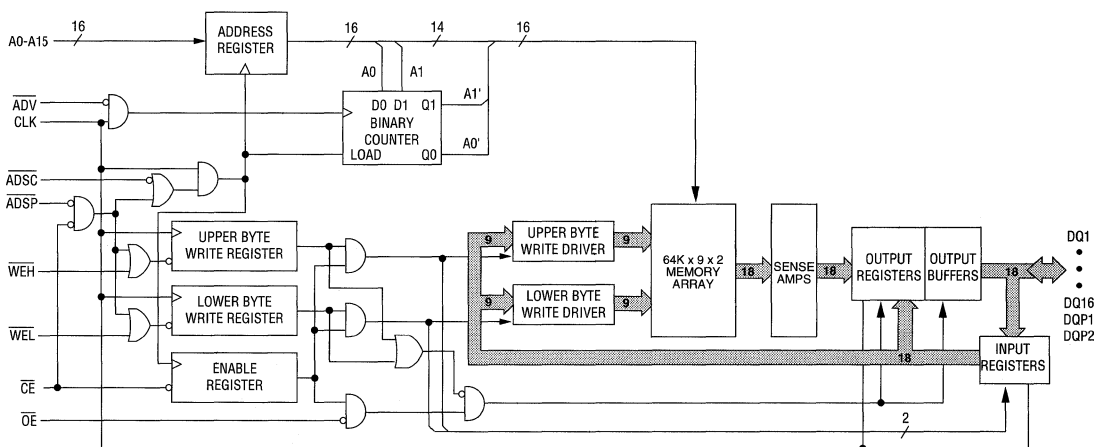 A0-A15
16
ADDRESS
REGISTER
16
14
16
A0
A1
A1'
A0'
D0 D1 Q1
BINARY
COUNTER
LOAD Q0
ADV
CLK
ADSC
ADSP
WEH
WEL
CE
OE
UPPER BYTE
WRITE REGISTER
LOWER BYTE
WRITE REGISTER
ENABLE
REGISTER
9
UPPER BYTE
WRITE DRIVER
9
9
LOWER BYTE
WRITE DRIVER
9
64K x 9 x 2
MEMORY
ARRAY
18
SENSE
AMPS
18
OUTPUT
REGISTERS
OUTPUT
BUFFERS
18
DQ1
DQ16
DQP1
DQP2
INPUT
REGISTERS
18
2